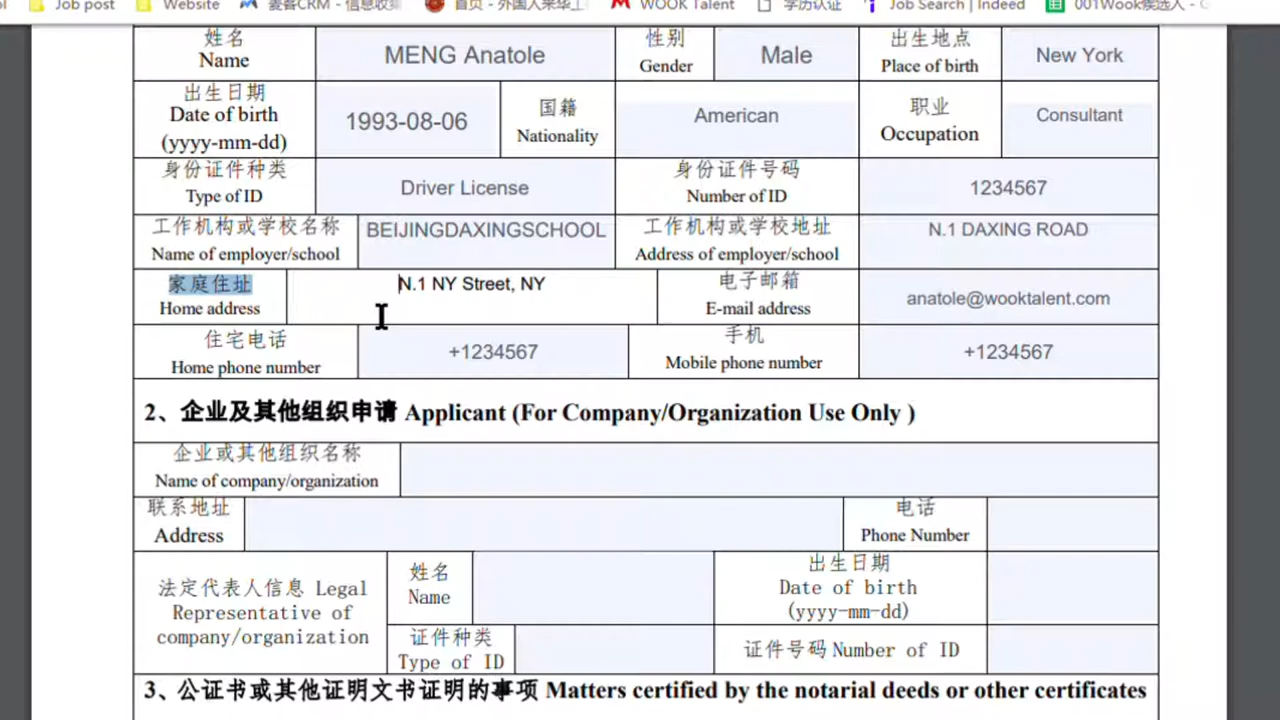 Job post Website 麦客CRM - 信息收集 首页 - 外国人来华工 WOOK Talent 学历认证 Job Search | Indeed 001Wook候选人 -
姓名 MENG Anatole 性别 Male 出生地点 New York
Name Gender Place of birth
出生日期 1993-08-06 国籍 American 职业 Consultant
Date of birth Nationality Occupation
(yyyy-mm-dd)
身份证件种类 Driver License 身份证件号码 1234567
Type of ID Number of ID
工作机构或学校名称 BEIJINGDAXINGSCHOOL 工作机构或学校地址 N.1 DAXING ROAD
Name of employer/school Address of employer/school
家庭住址 N.1 NY Street, NY 电子邮箱 anatole@wooktalent.com
Home address E-mail address
住宅电话 +1234567 手机 +1234567
Home phone number Mobile phone number
2、企业及其他组织申请 Applicant (For Company/Organization Use Only )
企业或其他组织名称
Name of company/organization
联系地址 电话
Address Phone Number
法定代表人信息 Legal 姓名 出生日期
Representative of Name Date of birth
company/organization (yyyy-mm-dd)
证件种类 证件号码 Number of ID
Type of ID
3、公证书或其他证明文书证明的事项 Matters certified by the notarial deeds or other certificates